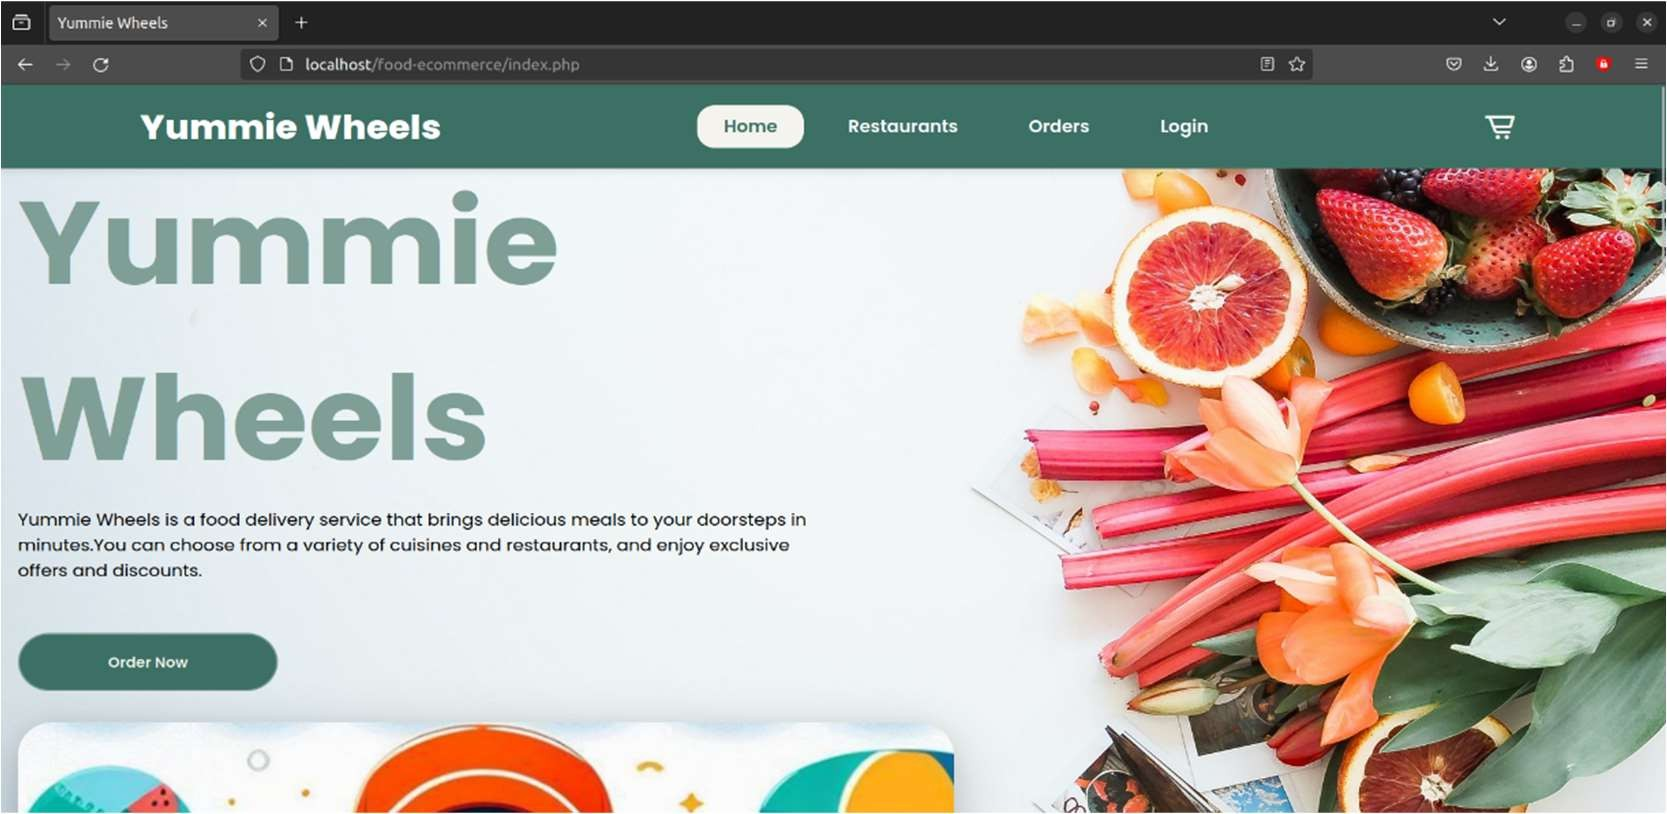 Yummie Wheels
localhost/food-ecommerce/index.php
Yummie Wheels
Home
Restaurants
Orders
Login
Yummie
Wheels
Yummie Wheels is a food delivery service that brings delicious meals to your doorsteps in
minutes.You can choose from a variety of cuisines and restaurants, and enjoy exclusive
offers and discounts.
Order Now